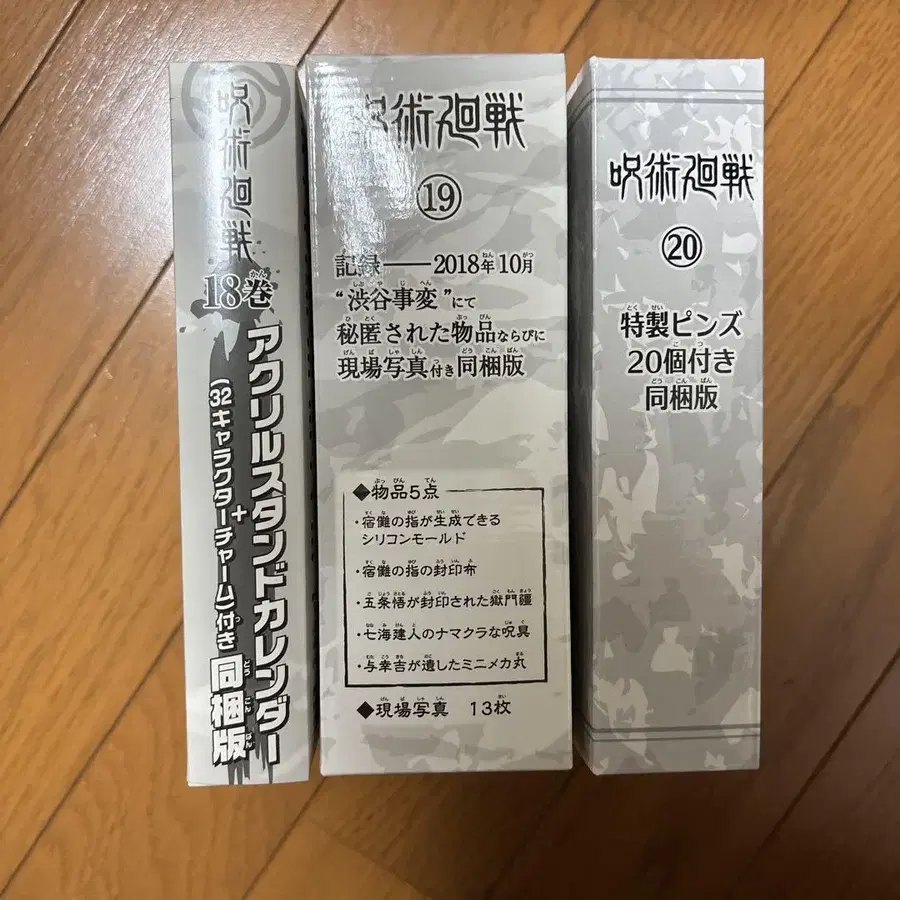 呪術廻戦
18巻
アクリルスタンドカレンダー
(32キャラクター+チャーム)付き
同梱版
呪術廻戦
⑲
記録──2018年10月
“渋谷事変”にて
秘匿された物品ならびに
現場写真付き同梱版
◆物品5点
・宿儺の指が生成できる
シリコンモールド
・宿儺の指の封印布
・五条悟が封印された獄門疆
・七海建人のナマクラな呪具
・与幸吉が遺したミニメカ丸
◆現場写真 13枚
呪術廻戦
⑳
特製ピンズ
20個付き
同梱版